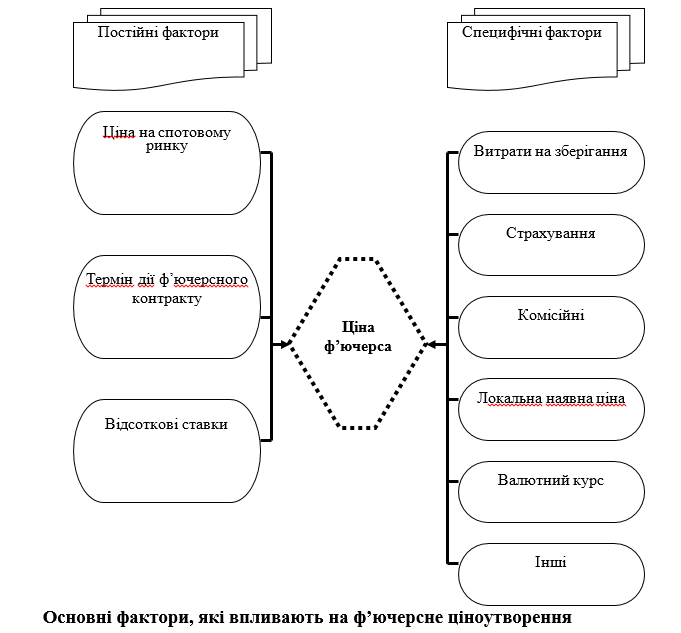 Постійні фактори
Специфічні фактори
Ціна на спотовому
ринку
Термін дії ф’ючерсного
контракту
Відсоткові ставки
Ціна
ф’ючерса
Витрати на зберігання
Страхування
Комісійні
Локальна наявна ціна
Валютний курс
Інші
Основні фактори, які впливають на ф’ючерсне ціноутворення